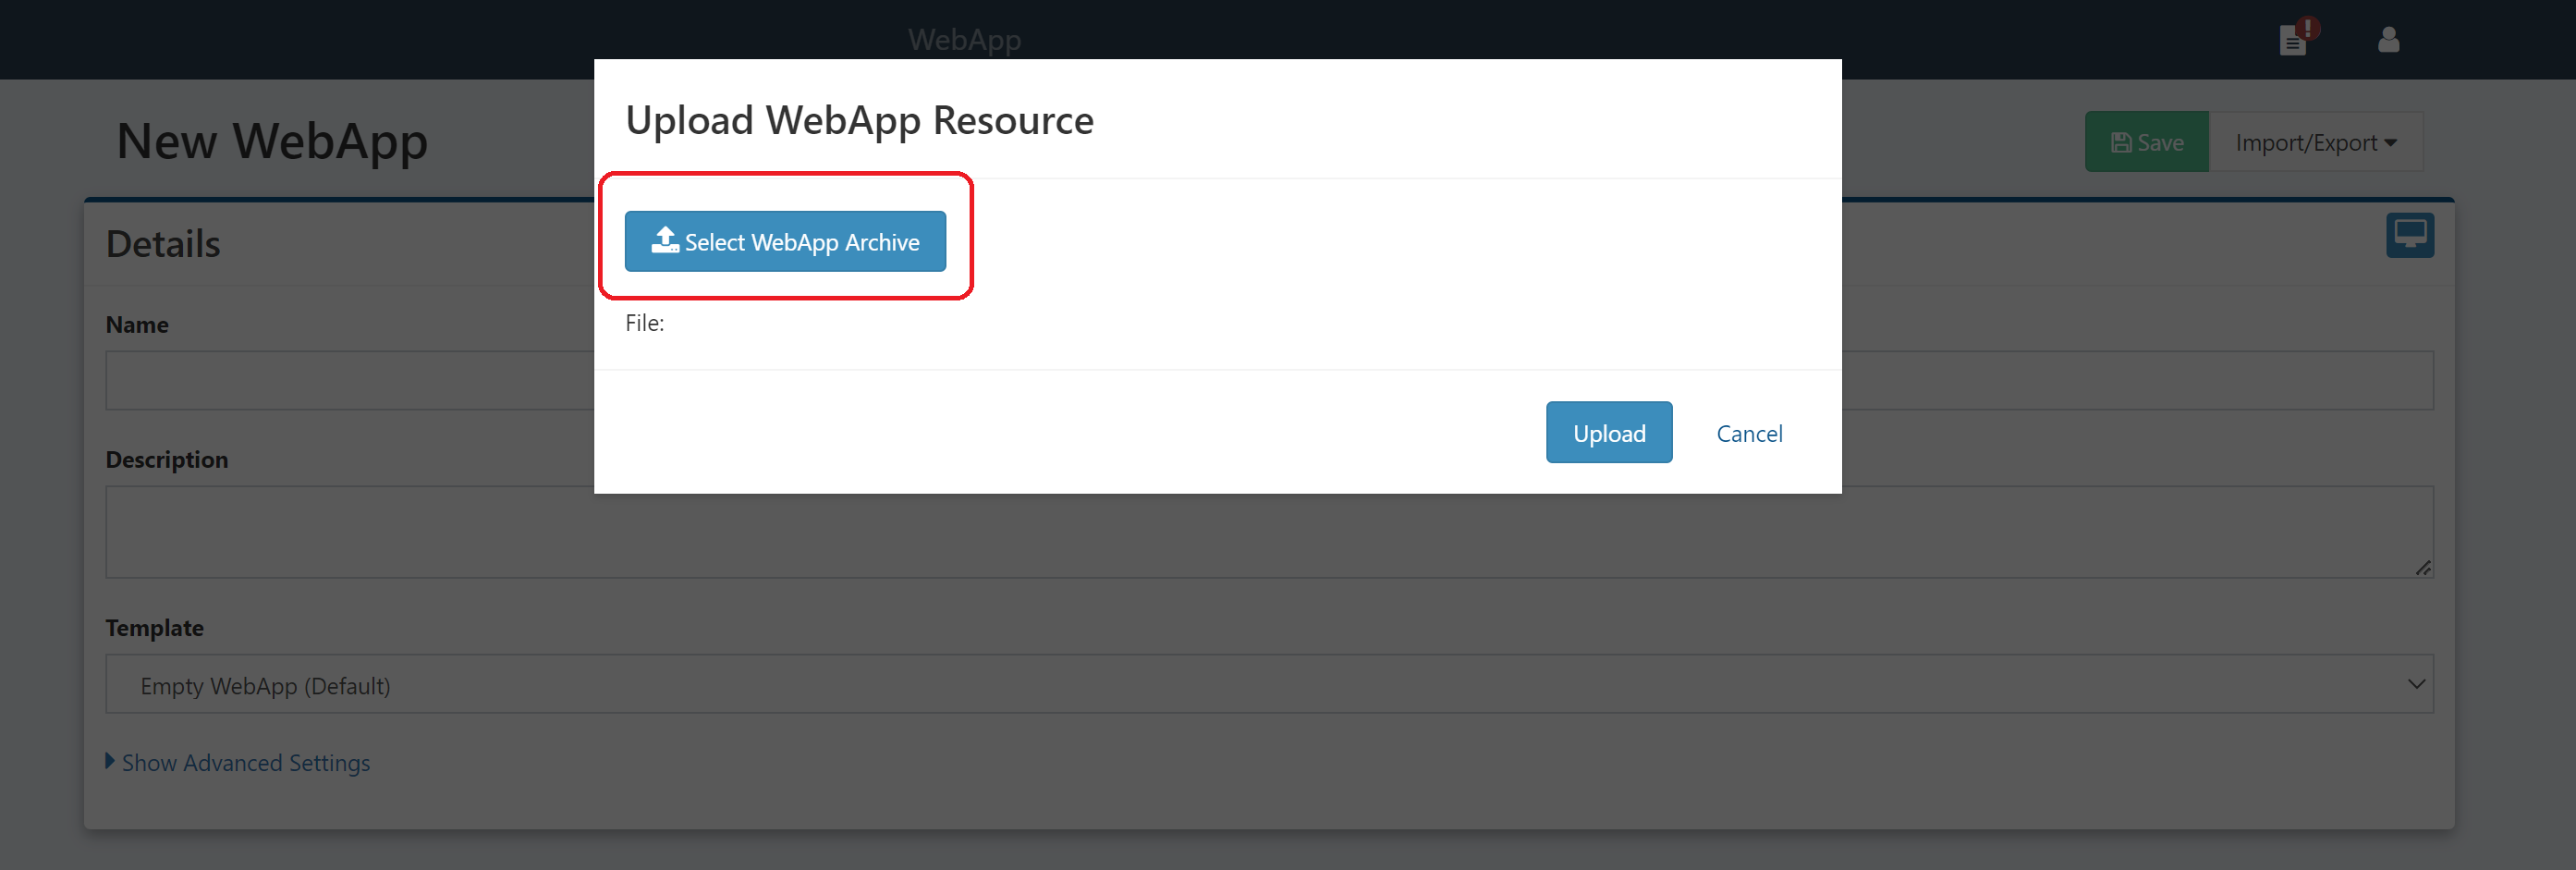 WebApp
!
New WebApp
Save
Import/Export
Upload WebApp Resource
Select WebApp Archive
File:
Upload
Cancel
Details
Name
Description
Template
Empty WebApp (Default)
Show Advanced Settings